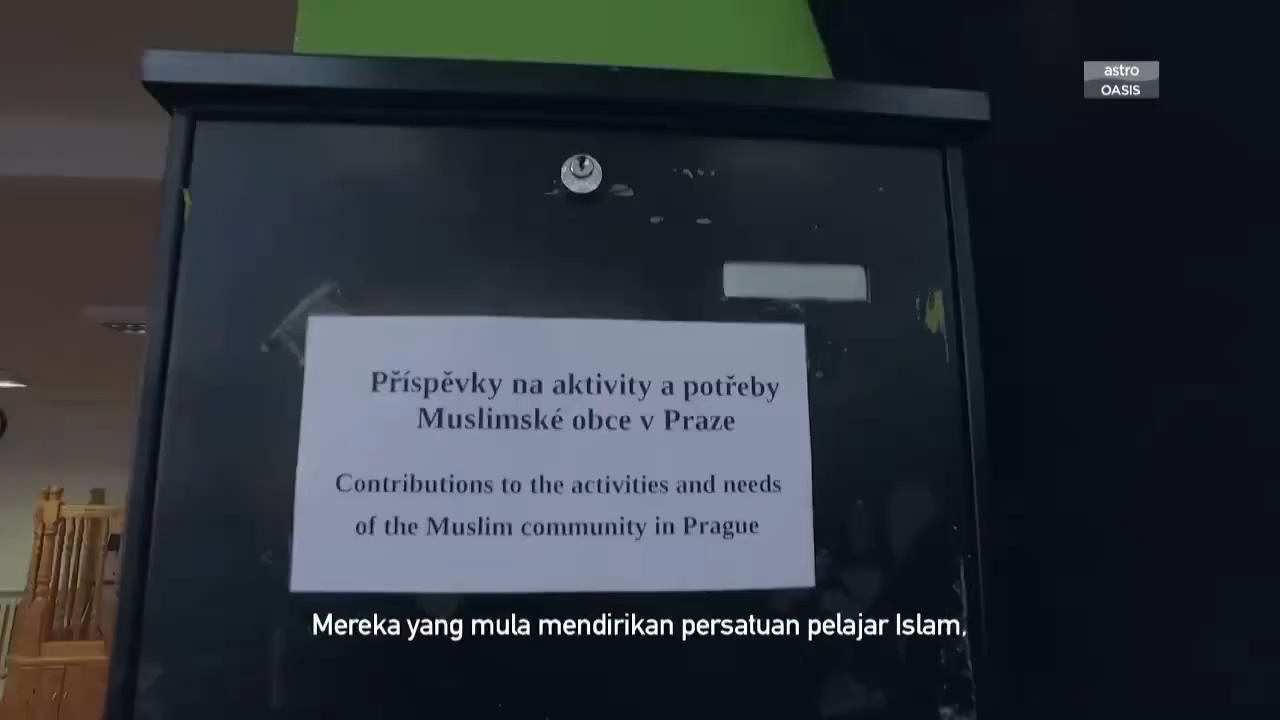 astro
OASIS
Příspěvky na aktivity a potřeby
Muslimské obce v Praze
Contributions to the activities and needs
of the Muslim community in Prague
Mereka yang mula mendirikan persatuan pelajar Islam,